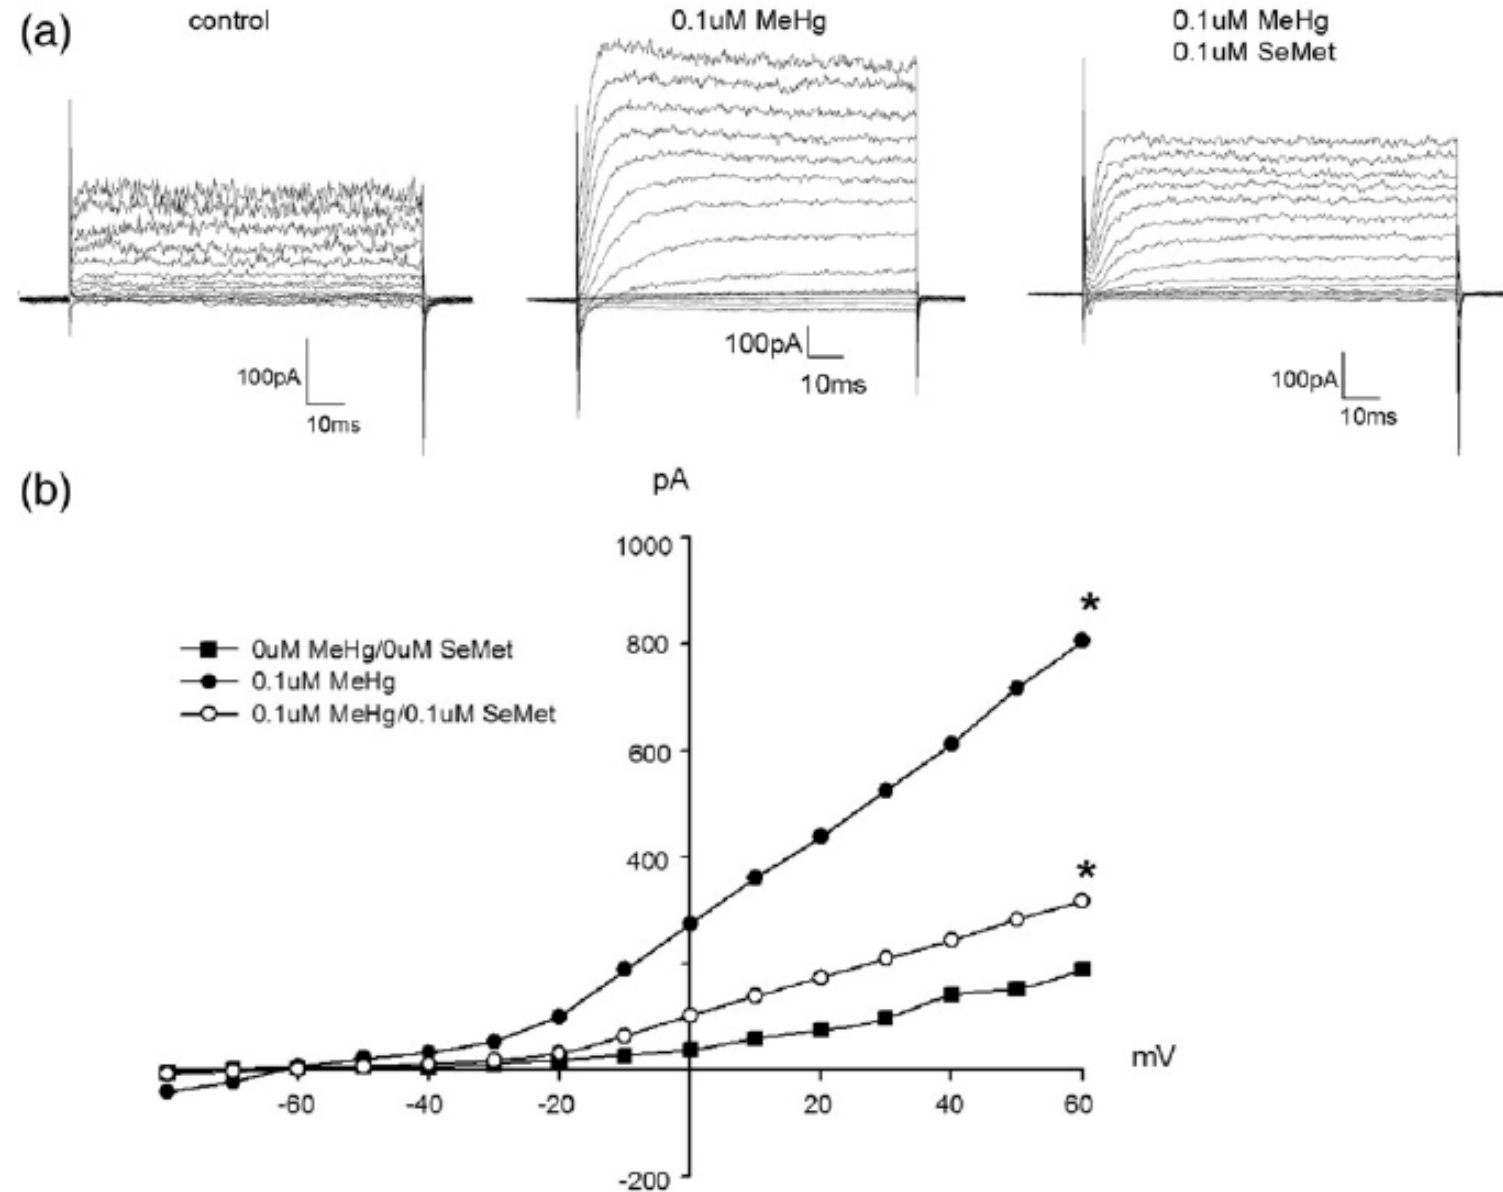 (a)
control
0.1uM MeHg
0.1uM MeHg
0.1uM SeMet
100pA
10ms
100pA
10ms
100pA
10ms
(b)
pA
1000
800
600
400
-200
0uM MeHg/0uM SeMet
0.1uM MeHg
0.1uM MeHg/0.1uM SeMet
*
*
mV
-60
-40
-20
20
40
60